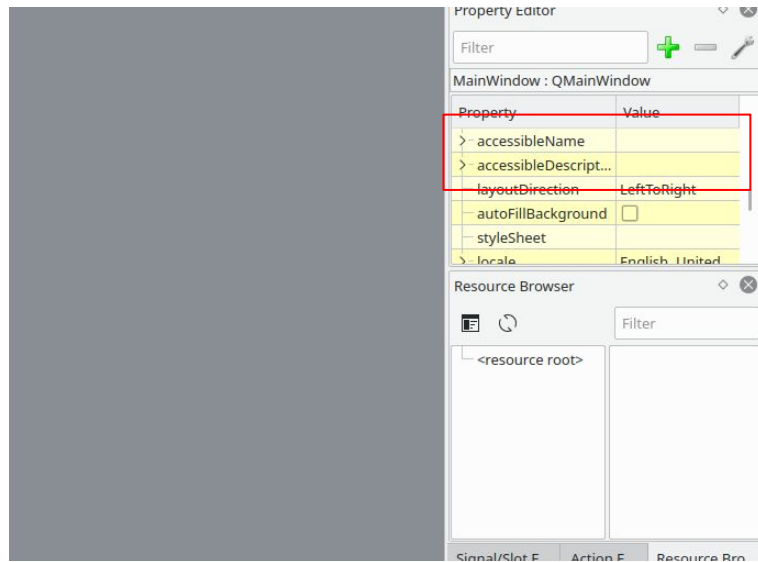 Property Editor
Filter
MainWindow : QMainWindow
Property Value
accessibleName
accessibleDescript...
layoutDirection LeftToRight
autoFillBackground
styleSheet
locale English, United
Resource Browser
Filter
<resource root>
Signal/Slot E... Action E... Resource Bro...